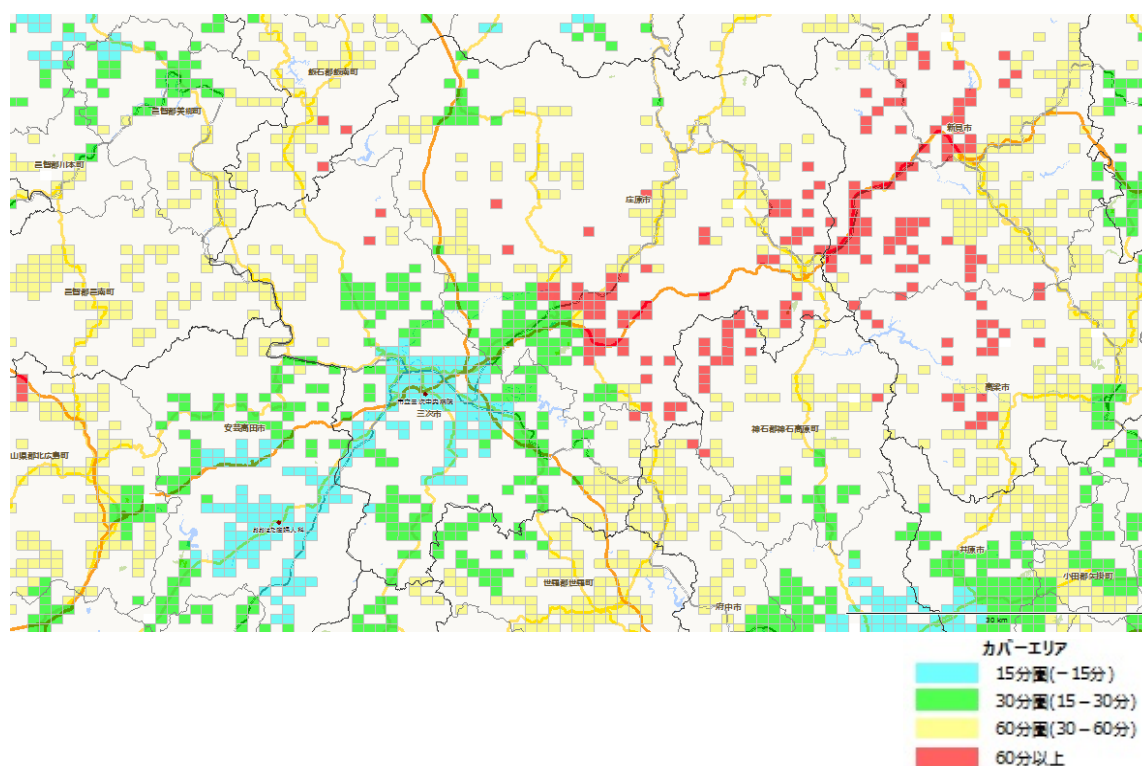 飯石郡飯南町
邑智郡美郷町
新見市
邑智郡川本町
庄原市
邑智郡邑南町
高梁市
市立三次中央病院
三次市
安芸高田市
神石郡神石高原町
山県郡北広島町
井原市
小田郡矢掛町
世羅郡世羅町
府中市
20 km
カバーエリア
15分圏(－15分)
30分圏(15－30分)
60分圏(30－60分)
60分以上